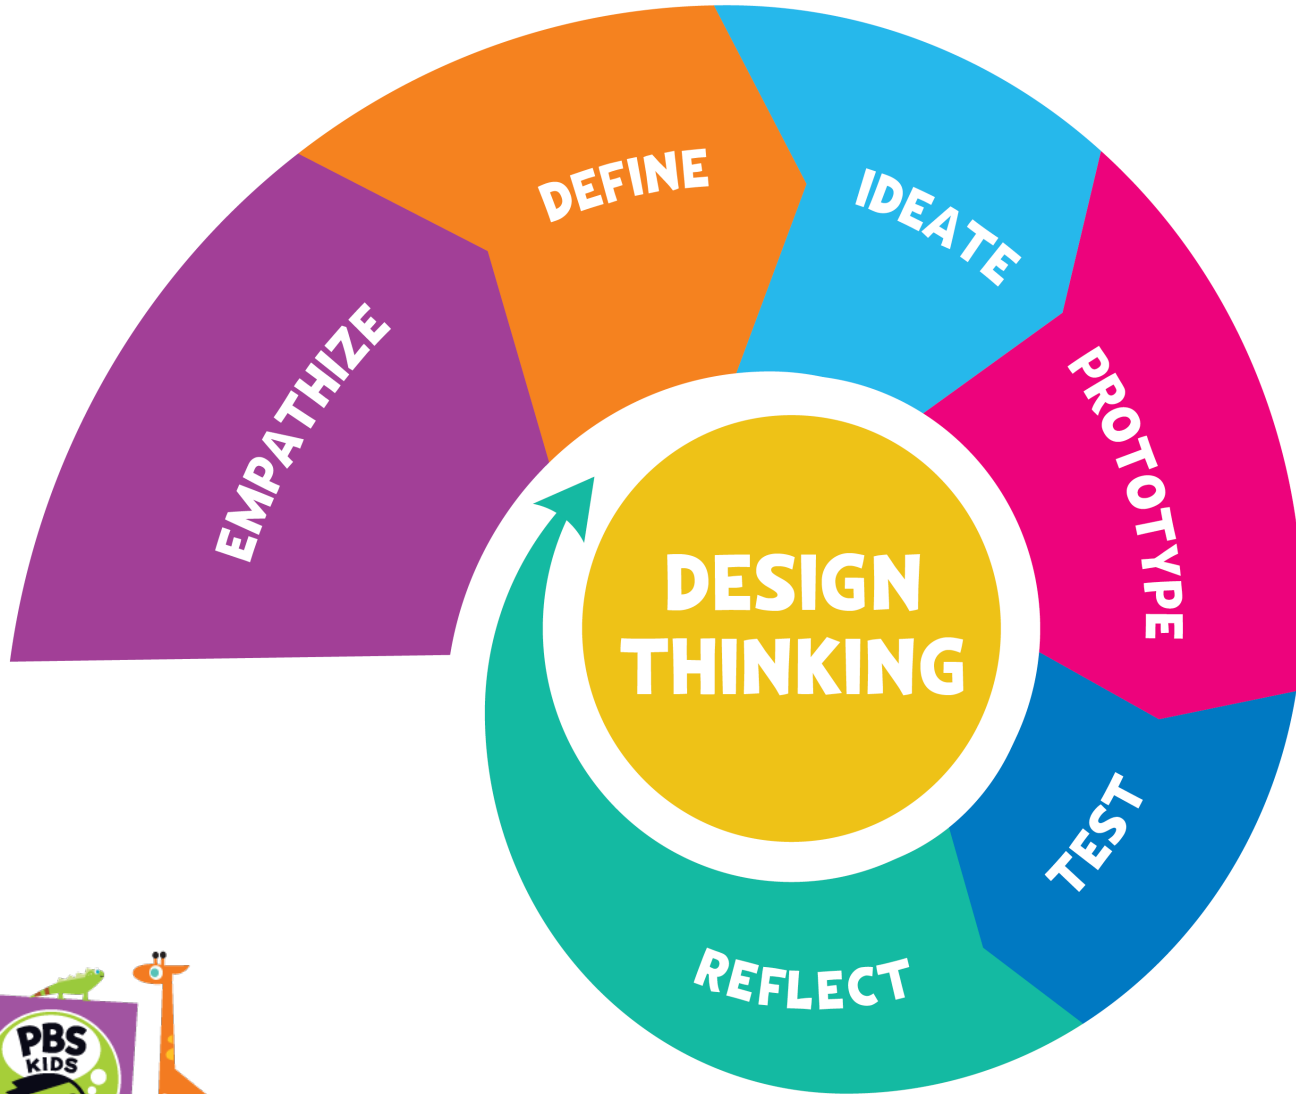 EMPATHIZE
DEFINE
IDEATE
PROTOTYPE
TEST
REFLECT
DESIGN
THINKING
PBS
KIDS